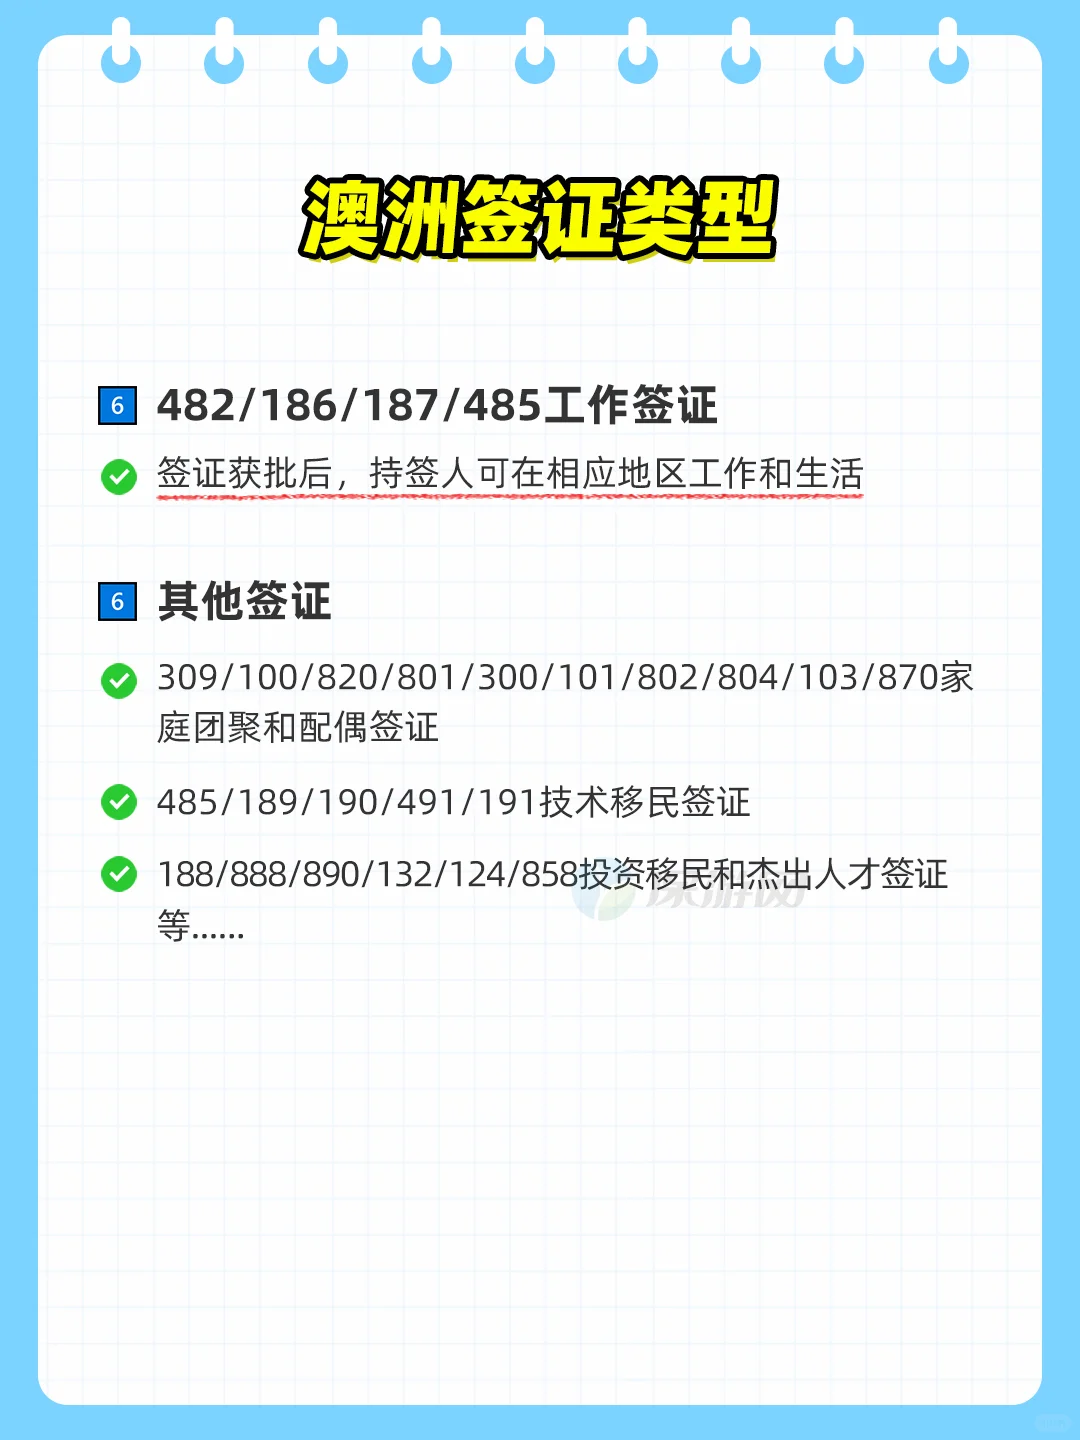 澳洲签证类型
6 482/186/187/485工作签证
签证获批后，持签人可在相应地区工作和生活
6 其他签证
309/100/820/801/300/101/802/804/103/870家
庭团聚和配偶签证
485/189/190/491/191技术移民签证
188/888/890/132/124/858投资移民和杰出人才签证
等......